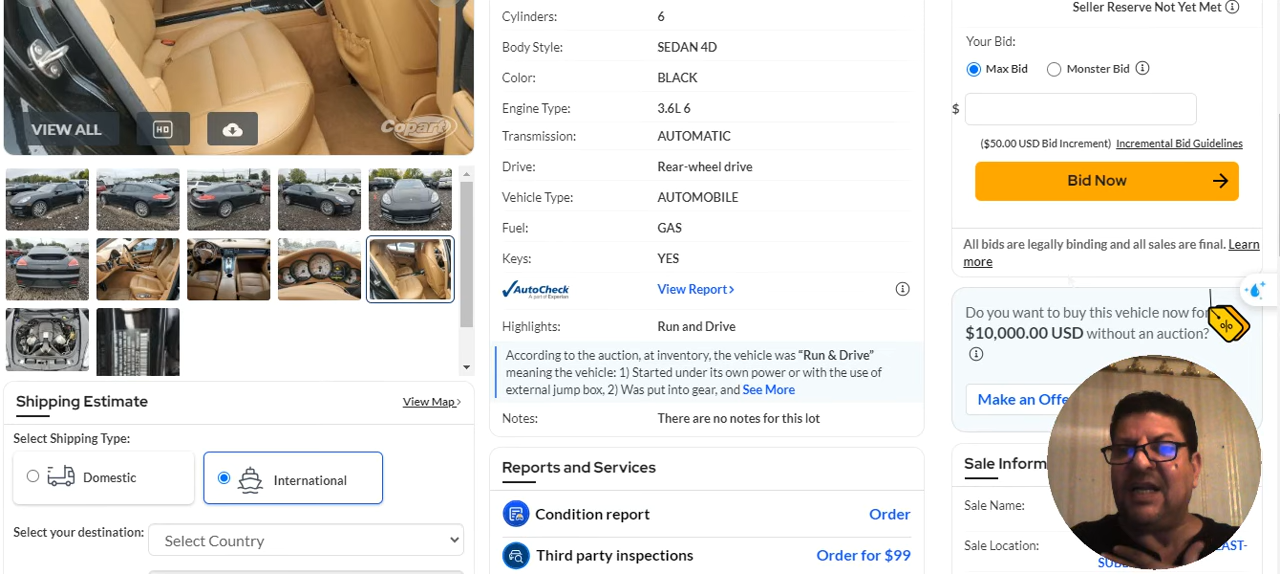 VIEW ALL
HD
Copart
Shipping Estimate
View Map
Select Shipping Type:
Domestic
International
Select your destination:
Select Country
Cylinders: 6
Body Style: SEDAN 4D
Color: BLACK
Engine Type: 3.6L 6
Transmission: AUTOMATIC
Drive: Rear-wheel drive
Vehicle Type: AUTOMOBILE
Fuel: GAS
Keys: YES
AutoCheck View Report
A part of Experian
Highlights: Run and Drive
According to the auction, at inventory, the vehicle was “Run & Drive”
meaning the vehicle: 1) Started under its own power or with the use of
external jump box, 2) Was put into gear, and See More
Notes: There are no notes for this lot
Reports and Services
Condition report Order
Third party inspections Order for $99
Seller Reserve Not Yet Met
Your Bid:
Max Bid Monster Bid
$
($50.00 USD Bid Increment) Incremental Bid Guidelines
Bid Now
All bids are legally binding and all sales are final. Learn
more
Do you want to buy this vehicle now for
$10,000.00 USD without an auction?
%
Make an Offe
Sale Inform
Sale Name:
Sale Location: AST-
SUB